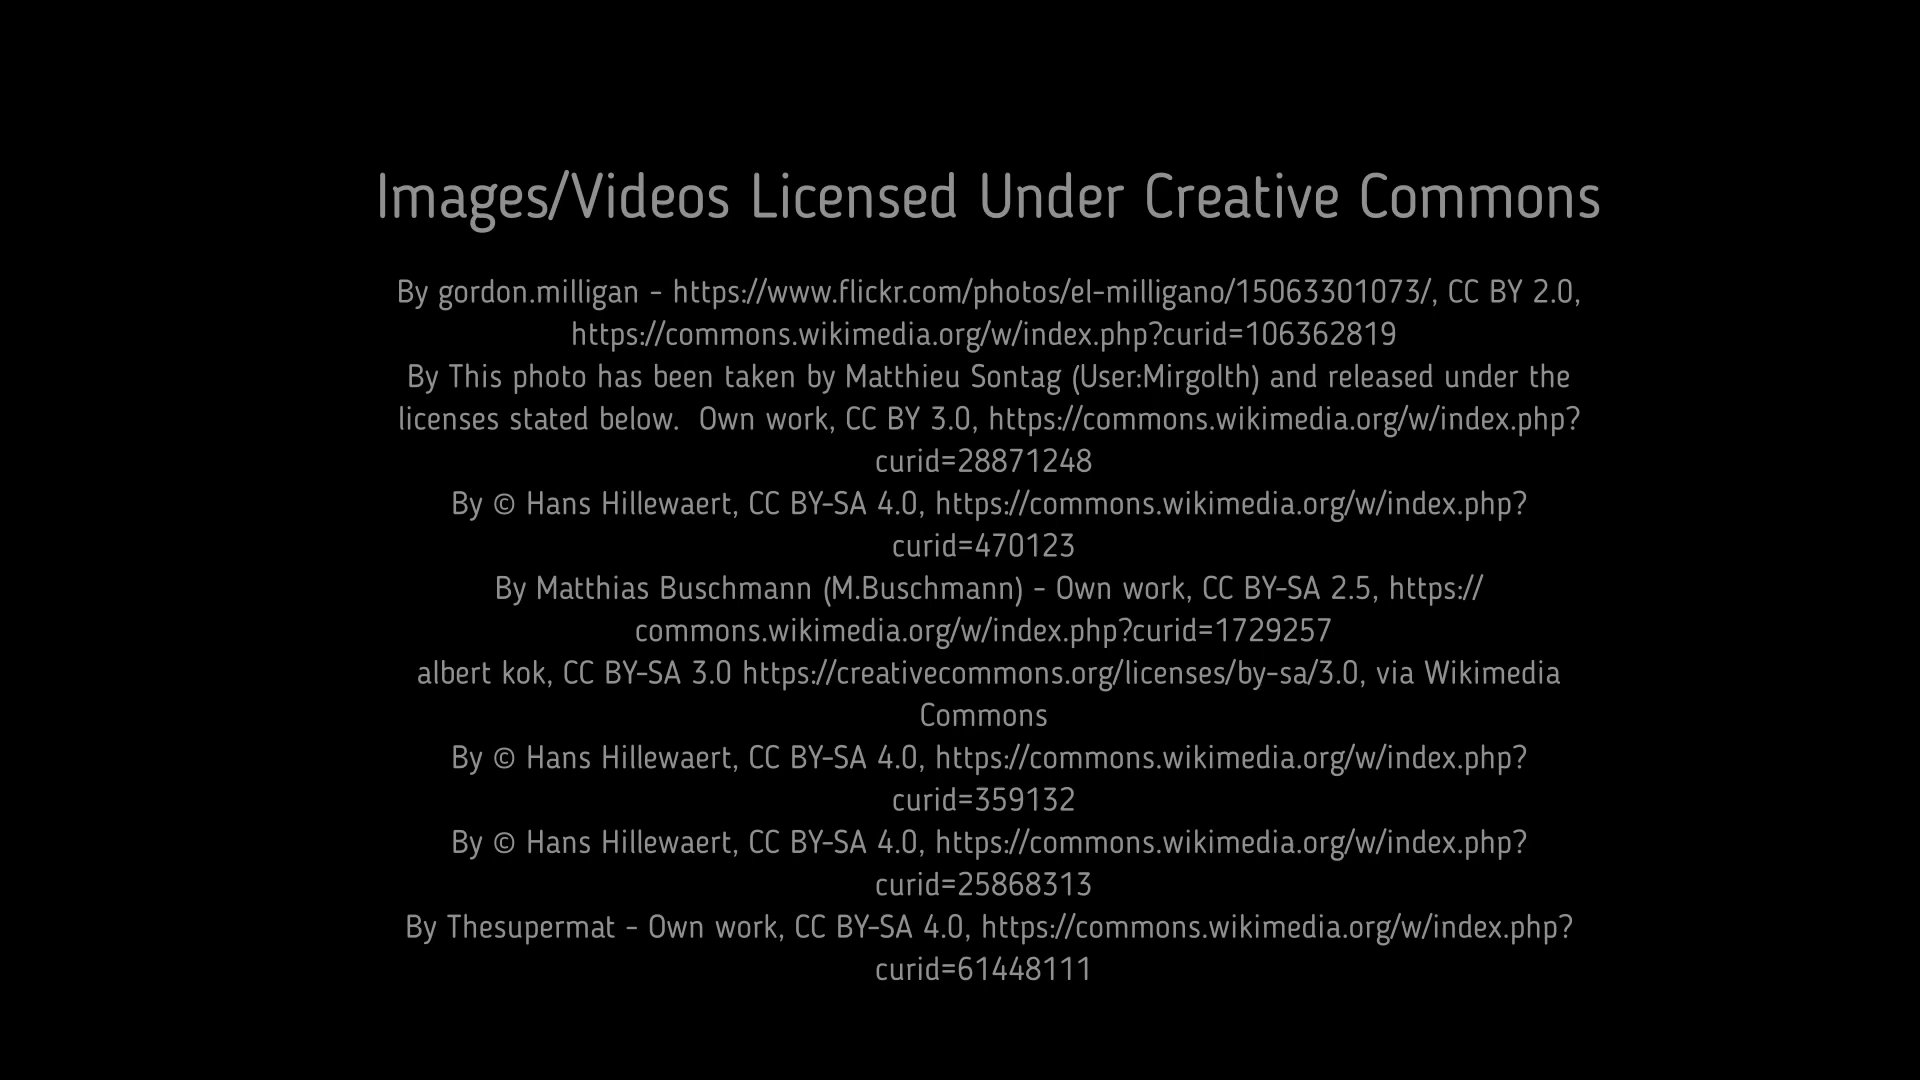 Images/Videos Licensed Under Creative Commons
By gordon.milligan - https://www.flickr.com/photos/el-milligano/15063301073/, CC BY 2.0,
https://commons.wikimedia.org/w/index.php?curid=106362819
By This photo has been taken by Matthieu Sontag (User:Mirgolth) and released under the
licenses stated below.  Own work, CC BY 3.0, https://commons.wikimedia.org/w/index.php?
curid=28871248
By © Hans Hillewaert, CC BY-SA 4.0, https://commons.wikimedia.org/w/index.php?
curid=470123
By Matthias Buschmann (M.Buschmann) - Own work, CC BY-SA 2.5, https://
commons.wikimedia.org/w/index.php?curid=1729257
albert kok, CC BY-SA 3.0 https://creativecommons.org/licenses/by-sa/3.0, via Wikimedia
Commons
By © Hans Hillewaert, CC BY-SA 4.0, https://commons.wikimedia.org/w/index.php?
curid=359132
By © Hans Hillewaert, CC BY-SA 4.0, https://commons.wikimedia.org/w/index.php?
curid=25868313
By Thesupermat - Own work, CC BY-SA 4.0, https://commons.wikimedia.org/w/index.php?
curid=61448111